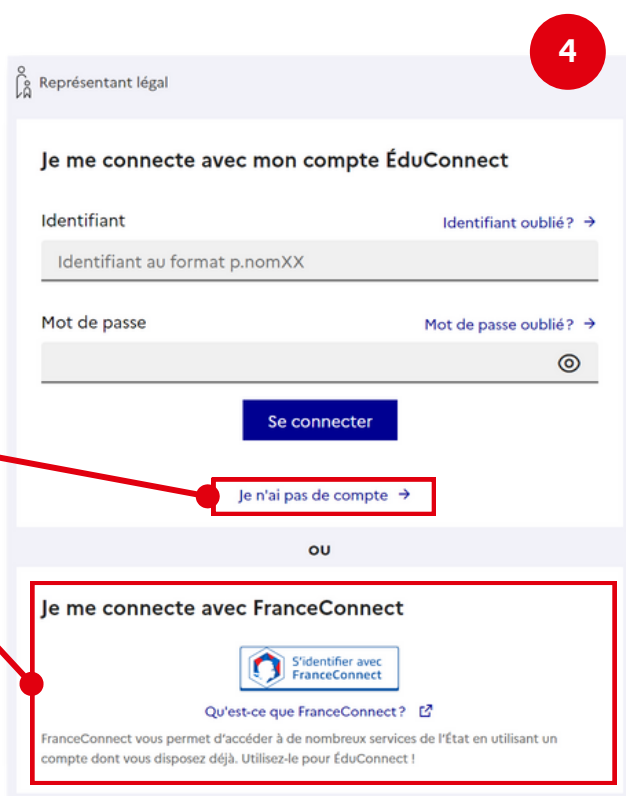 4
Représentant légal
Je me connecte avec mon compte ÉduConnect
Identifiant
Identifiant oublié? →
Identifiant au format p.nomXX
Mot de passe
Mot de passe oublié? →
Se connecter
Je n'ai pas de compte →
OU
Je me connecte avec FranceConnect
S'identifier avec
FranceConnect
Qu'est-ce que FranceConnect?
FranceConnect vous permet d'accéder à de nombreux services de l'État en utilisant un
compte dont vous disposez déjà. Utilisez-le pour ÉduConnect !